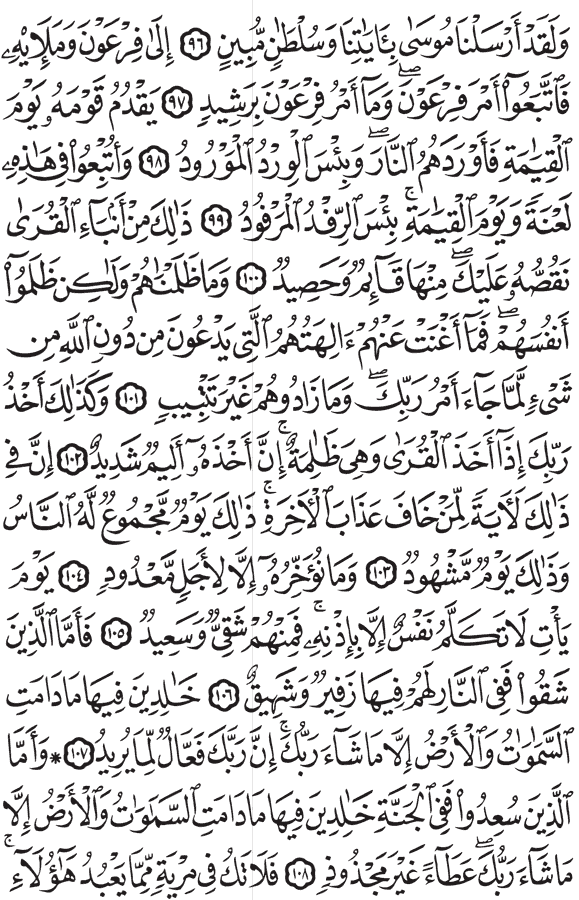 وَلَقَدْ أَرْسَلْنَا مُوسَىٰ بِـَٔايَٰتِنَا وَسُلْطَٰنٍ مُّبِينٍ ٩٦ إِلَىٰ فِرْعَوْنَ وَمَلَإِيْهِۦ
فَٱتَّبَعُوٓا۟ أَمْرَ فِرْعَوْنَۖ وَمَآ أَمْرُ فِرْعَوْنَ بِرَشِيدٍ ٩٧ يَقْدُمُ قَوْمَهُۥ يَوْمَ
ٱلْقِيَٰمَةِ فَأَوْرَدَهُمُ ٱلنَّارَۖ وَبِئْسَ ٱلْوِرْدُ ٱلْمَوْرُودُ ٩٨ وَأُتْبِعُوا۟ فِى هَٰذِهِۦ
لَعْنَةً وَيَوْمَ ٱلْقِيَٰمَةِۚ بِئْسَ ٱلرِّفْدُ ٱلْمَرْفُودُ ٩٩ ذَٰلِكَ مِنْ أَنۢبَآءِ ٱلْقُرَىٰ
نَقُصُّهُۥ عَلَيْكَۖ مِنْهَا قَآئِمٌ وَحَصِيدٌ ١٠٠ وَمَا ظَلَمْنَٰهُمْ وَلَٰكِن ظَلَمُوٓا۟
أَنفُسَهُمْۖ فَمَآ أَغْنَتْ عَنْهُمْ ءَالِهَتُهُمُ ٱلَّتِى يَدْعُونَ مِن دُونِ ٱللَّهِ مِن
شَىْءٍ لَّمَّا جَآءَ أَمْرُ رَبِّكَۖ وَمَا زَادُوهُمْ غَيْرَ تَتْبِيبٍ ١٠١ وَكَذَٰلِكَ أَخْذُ
رَبِّكَ إِذَآ أَخَذَ ٱلْقُرَىٰ وَهِىَ ظَٰلِمَةٌۚ إِنَّ أَخْذَهُۥٓ أَلِيمٌ شَدِيدٌ ١٠٢ إِنَّ فِى
ذَٰلِكَ لَـَٔايَةً لِّمَنْ خَافَ عَذَابَ ٱلْـَٔاخِرَةِۚ ذَٰلِكَ يَوْمٌ مَّجْمُوعٌ لَّهُ ٱلنَّاسُ
وَذَٰلِكَ يَوْمٌ مَّشْهُودٌ ١٠٣ وَمَا نُؤَخِّرُهُۥٓ إِلَّا لِأَجَلٍ مَّعْدُودٍ ١٠٤ يَوْمَ
يَأْتِ لَا تَكَلَّمُ نَفْسٌ إِلَّا بِإِذْنِهِۦۚ فَمِنْهُمْ شَقِىٌّ وَسَعِيدٌ ١٠٥ فَأَمَّا ٱلَّذِينَ
شَقُوا۟ فَفِى ٱلنَّارِ لَهُمْ فِيهَا زَفِيرٌ وَشَهِيقٌ ١٠٦ خَٰلِدِينَ فِيهَا مَا دَامَتِ
ٱلسَّمَٰوَٰتُ وَٱلْأَرْضُ إِلَّا مَا شَآءَ رَبُّكَۚ إِنَّ رَبَّكَ فَعَّالٌ لِّمَا يُرِيدُ ١٠٧ * وَأَمَّا
ٱلَّذِينَ سُعِدُوا۟ فَفِى ٱلْجَنَّةِ خَٰلِدِينَ فِيهَا مَا دَامَتِ ٱلسَّمَٰوَٰتُ وَٱلْأَرْضُ إِلَّا
مَا شَآءَ رَبُّكَۖ عَطَآءً غَيْرَ مَجْذُوذٍ ١٠٨ فَلَا تَكُ فِى مِرْيَةٍ مِّمَّا يَعْبُدُ هَٰٓؤُلَآءِۚ